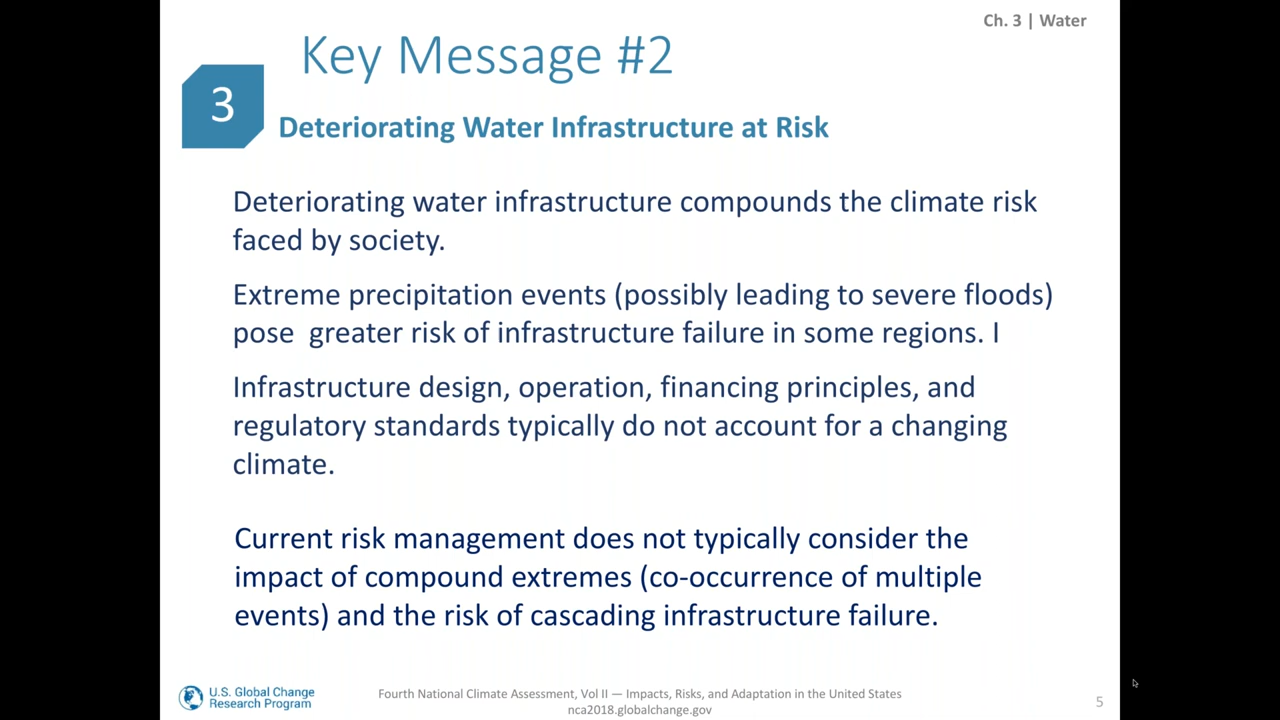 Ch. 3 | Water
Key Message #2
3
Deteriorating Water Infrastructure at Risk
Deteriorating water infrastructure compounds the climate risk
faced by society.
Extreme precipitation events (possibly leading to severe floods)
pose  greater risk of infrastructure failure in some regions. I
Infrastructure design, operation, financing principles, and
regulatory standards typically do not account for a changing
climate.
Current risk management does not typically consider the
impact of compound extremes (co-occurrence of multiple
events) and the risk of cascading infrastructure failure.
U.S. Global Change
Research Program
Fourth National Climate Assessment, Vol II — Impacts, Risks, and Adaptation in the United States
nca2018.globalchange.gov
5